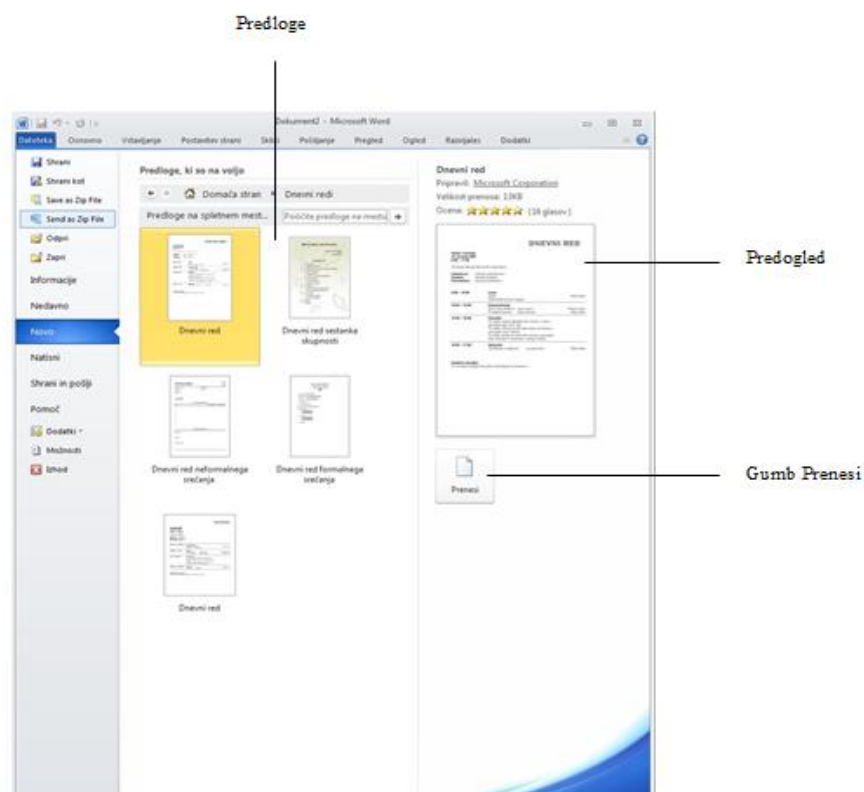 Predloge
Dokument2 - Microsoft Word
Datoteka Osnovno Vstavljanje Postavitev strani Sklici Pošiljanje Pregled Ogled Razvijalec Dodatki
Shrani
Shrani kot
Save as Zip File
Send as Zip File
Odpri
Zapri
Informacije
Nedavno
Novo
Natisni
Shrani in pošlji
Pomoč
Dodatki
Možnosti
Izhod
Predloge, ki so na voljo
Domača stran Dnevni redi
Predloge na spletnem mest... Poiščite predloge na mestu
Dnevni red
Dnevni red sestanka
skupnosti
Dnevni red neformalnega
srečanja
Dnevni red formalnega
srečanja
Dnevni red
Dnevni red
Pripravil: Microsoft Corporation
Velikost prenosa: 13KB
Ocena: (16 glasov)
DNEVNI RED
Prenesi
Predogled
Gumb Prenesi